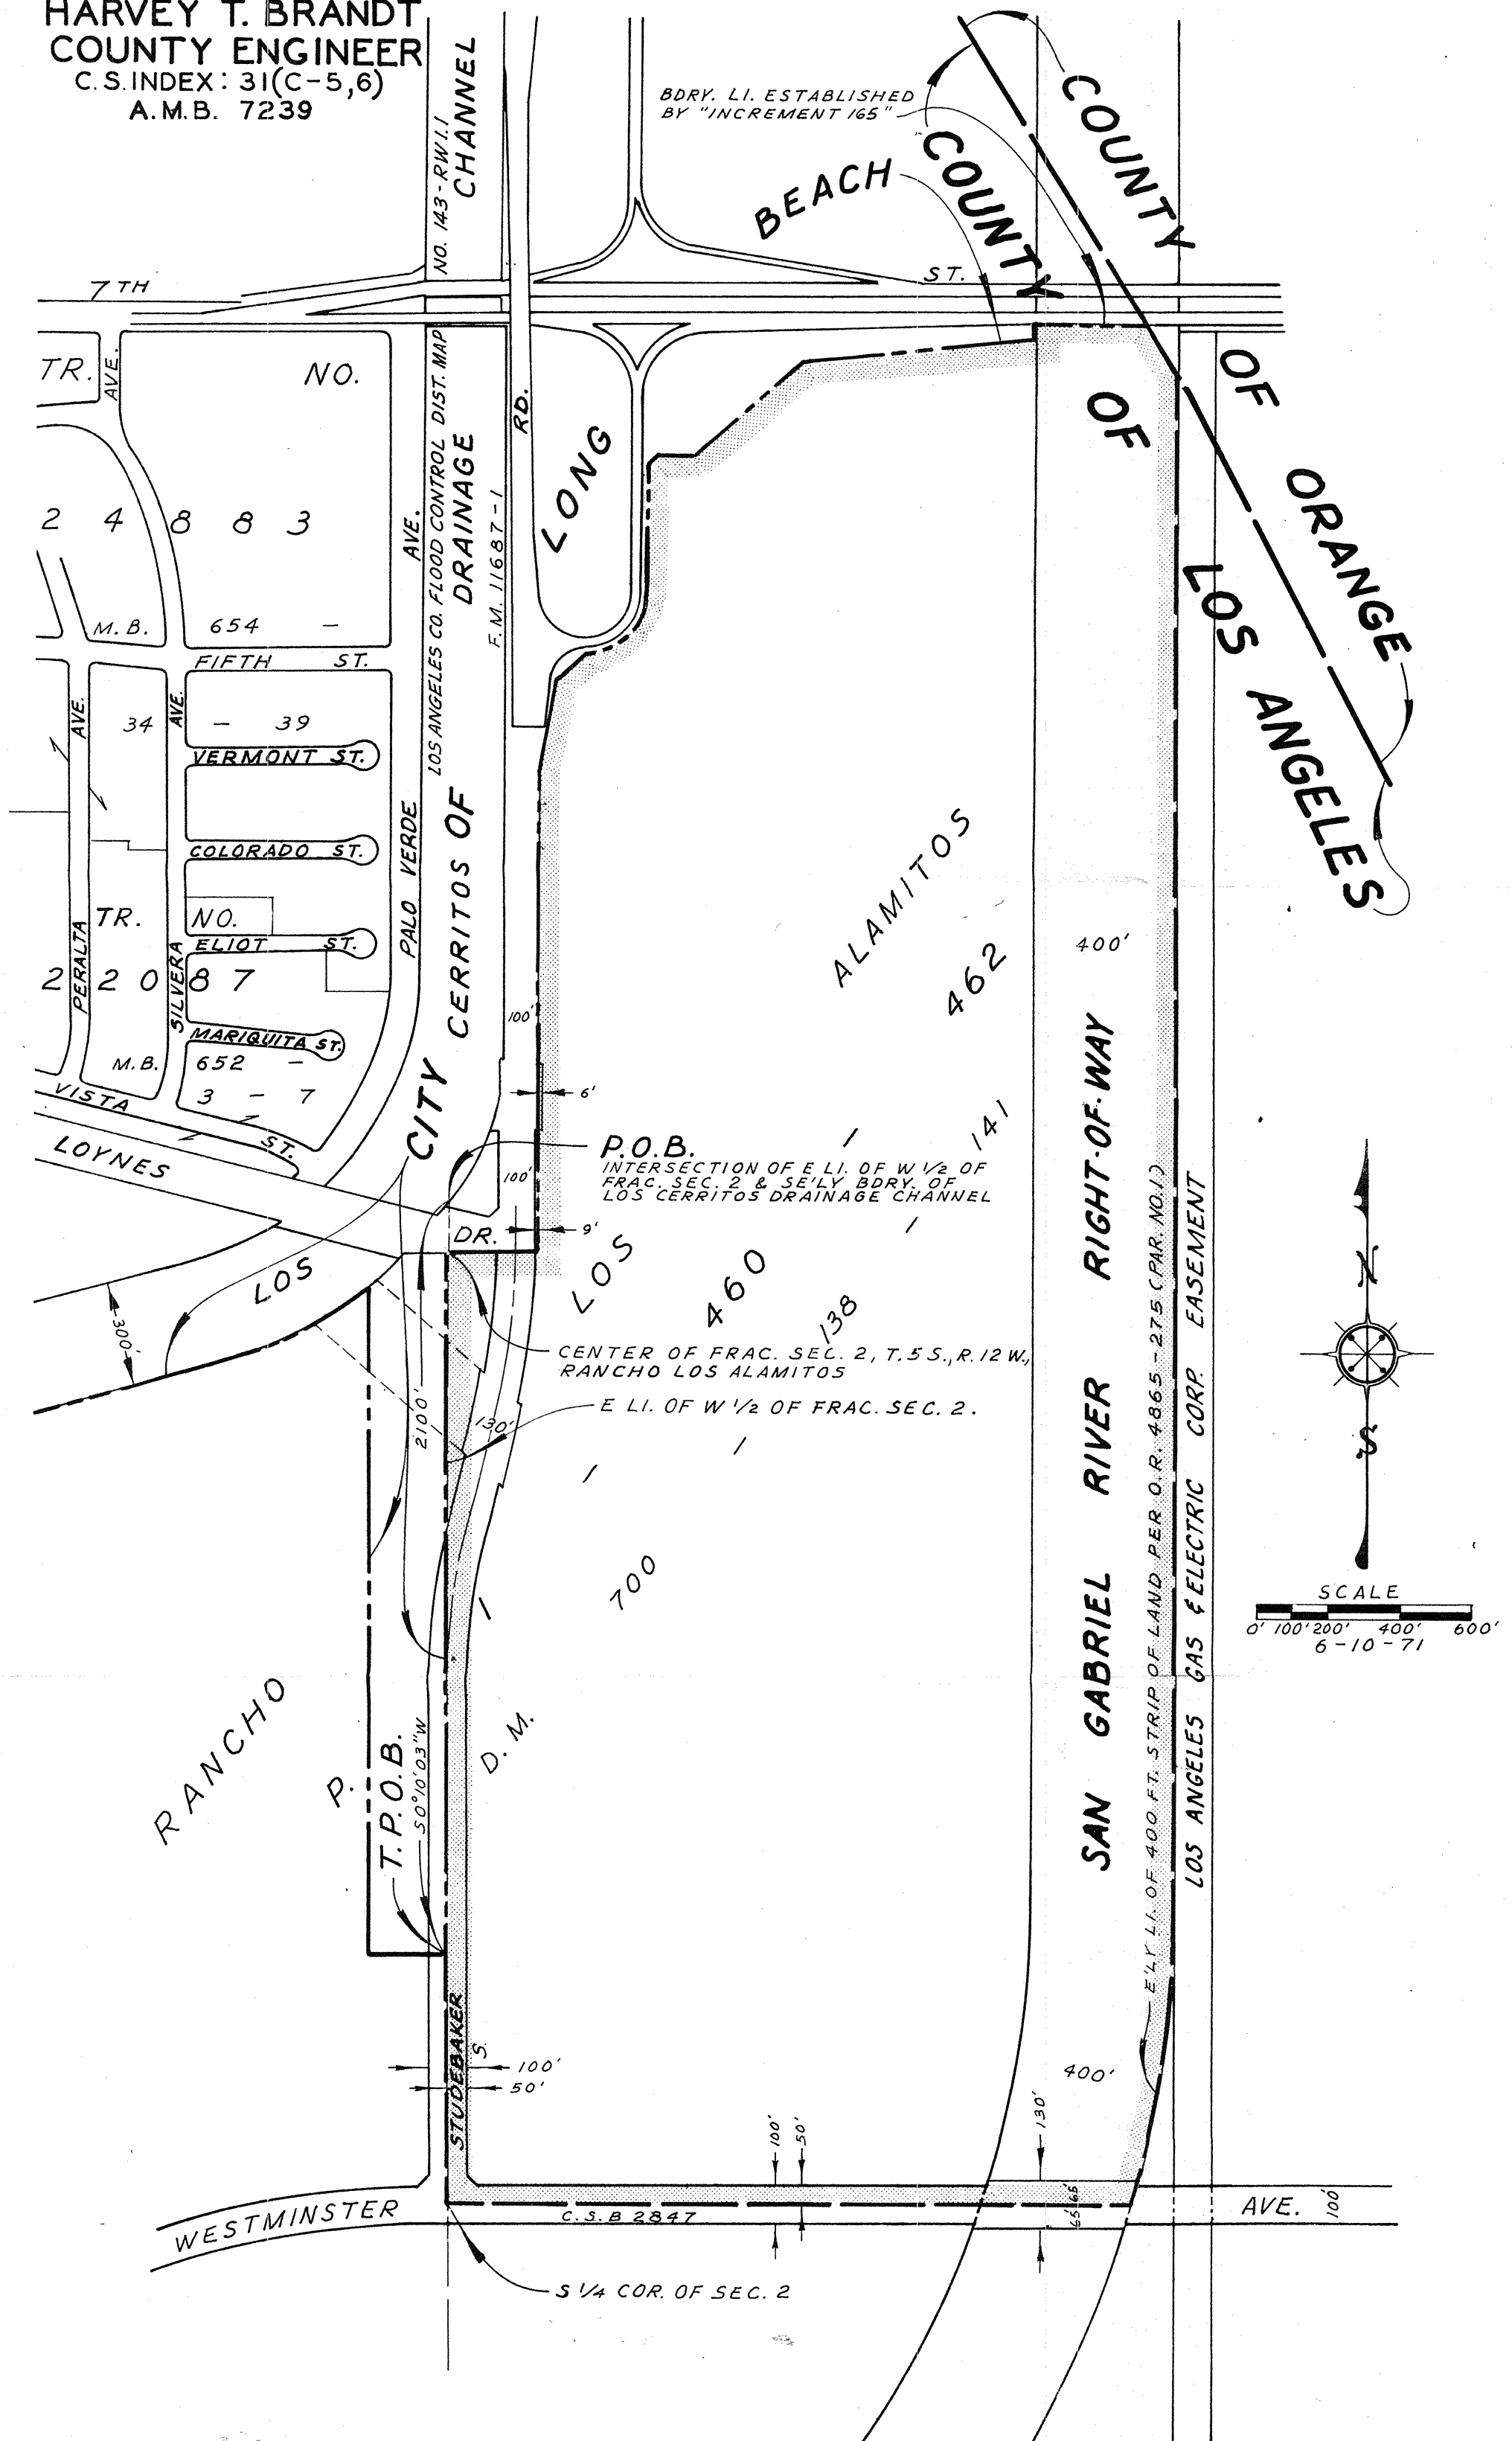 HARVEY T. BRANDT
COUNTY ENGINEER
C.S. INDEX: 31(C-5,6)
A.M.B. 7239
NO. 143-RW1.1
CHANNEL
BDRY. LI. ESTABLISHED
BY "INCREMENT 165"
BEACH
COUNTY
COUNTY
7TH
ST.
TR.
AVE.
NO.
LOS ANGELES CO. FLOOD CONTROL DIST. MAP
DRAINAGE
RD.
LONG
OF
OF
ORANGE
2 4 8 8 3
AVE.
F.M. 11687-1
M.B. 654 -
FIFTH ST.
LOS
ANGELES
AVE.
34
AVE.
- 39
VERMONT ST.
COLORADO ST.
PALO VERDE
CERRITOS OF
ALAMITOS
TR. NO.
ELIOT ST.
462
400'
2 2 0 8 7
PERALTA
SILVERA
100'
MARIQUITA ST.
M.B. 652 -
3 - 7
CITY
6'
VISTA
ST.
LOYNES
P.O.B.
INTERSECTION OF E LI. OF W 1/2 OF
FRAC. SEC. 2 & SE'LY BDRY. OF
LOS CERRITOS DRAINAGE CHANNEL
141
100'
DR.
9'
LOS
LOS
460
138
300'
CENTER OF FRAC. SEC. 2, T.5 S., R.12 W.,
RANCHO LOS ALAMITOS
E LI. OF W 1/2 OF FRAC. SEC. 2.
2100'
130'
700
SAN GABRIEL RIVER RIGHT-OF-WAY
E'LY LI. OF 400 FT. STRIP OF LAND PER O.R. 4865-275 (PAR. NO.1)
LOS ANGELES GAS & ELECTRIC CORP. EASEMENT
N
S
SCALE
0' 100' 200' 400' 600'
6-10-71
RANCHO
P.
T.P.O.B.
S0°10'03"W
D. M.
STUDEBAKER
S.
100'
50'
400'
100'
50'
130'
65' 65'
WESTMINSTER
C.S.B 2847
AVE.
100'
S 1/4 COR. OF SEC. 2